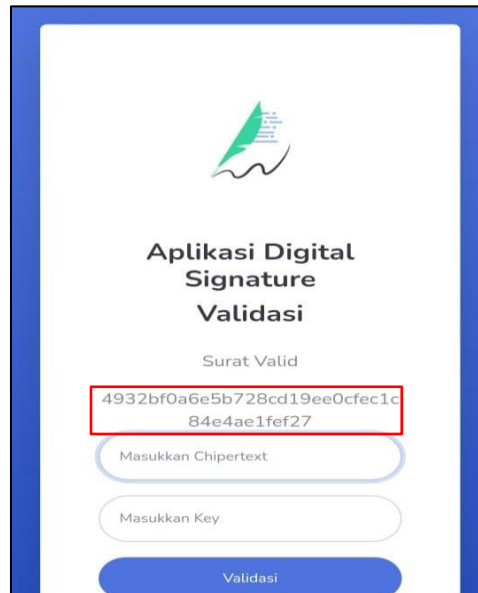 Aplikasi Digital
Signature
Validasi
Surat Valid
4932bf0a6e5b728cd19ee0cfec1c
84e4ae1fef27
Masukkan Chipertext
Masukkan Key
Validasi